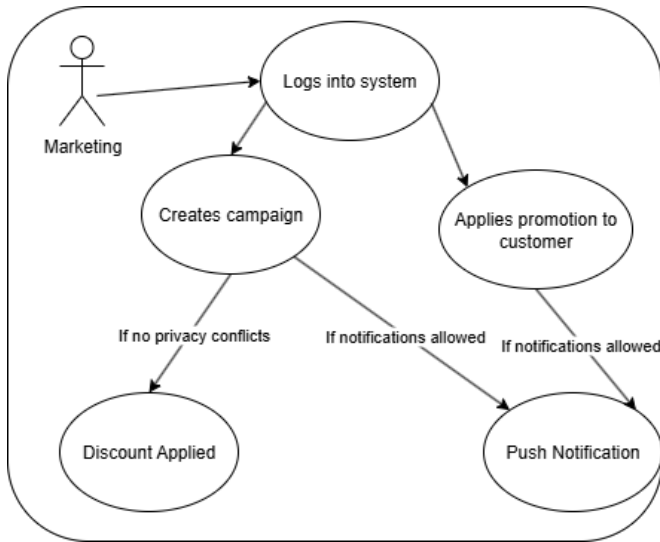 Logs into system
Marketing
Creates campaign
Applies promotion to
customer
If no privacy conflicts
If notifications allowed
If notifications allowed
Discount Applied
Push Notification